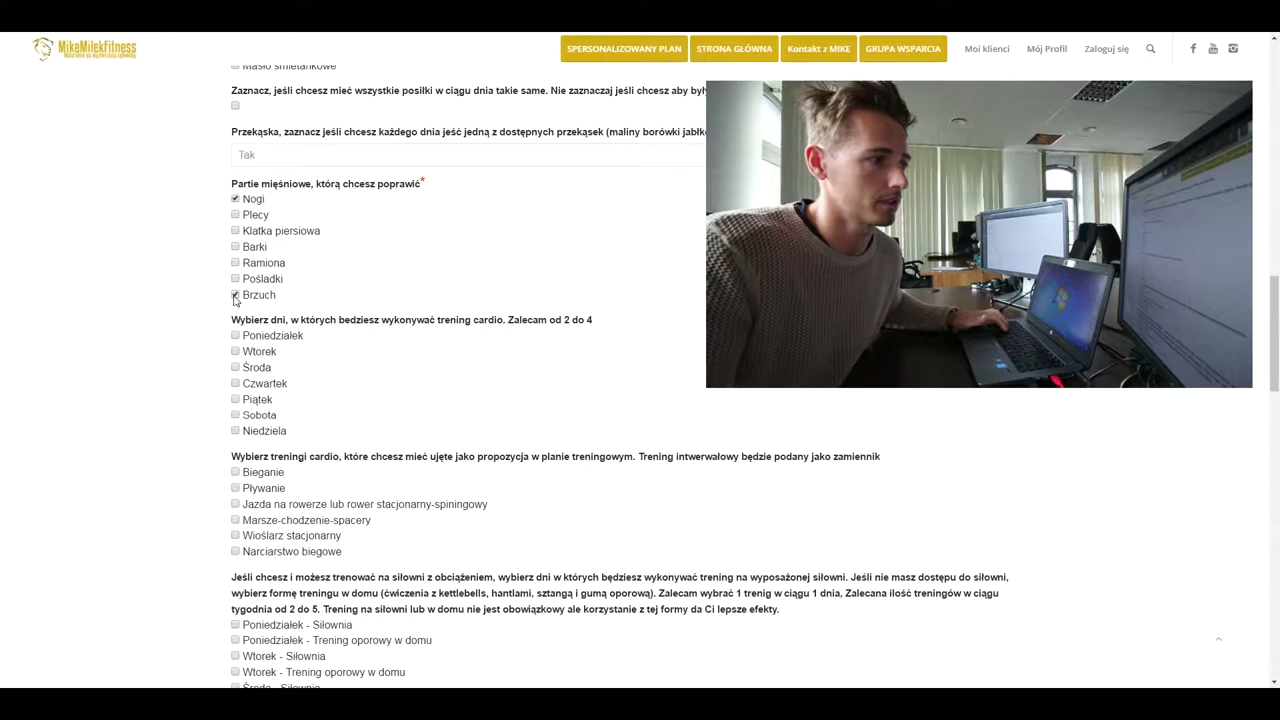 MikeMilekFitness
SPERSONALIZOWANY PLAN
STRONA GŁÓWNA
Kontakt z MIKE
GRUPA WSPARCIA
Moi klienci
Mój Profil
Zaloguj się
Masło śmietankowe
Zaznacz, jeśli chcesz mieć wszystkie posiłki w ciągu dnia takie same. Nie zaznaczaj jeśli chcesz aby były
Przekąska, zaznacz jeśli chcesz każdego dnia jeść jedną z dostępnych przekąsek (maliny borówki jabłko
Tak
Partie mięśniowe, którą chcesz poprawić*
Nogi
Plecy
Klatka piersiowa
Barki
Ramiona
Pośladki
Brzuch
Wybierz dni, w których bedziesz wykonywać trening cardio. Zalecam od 2 do 4
Poniedziałek
Wtorek
Środa
Czwartek
Piątek
Sobota
Niedziela
Wybierz treningi cardio, które chcesz mieć ujęte jako propozycja w planie treningowym. Trening intwerwałowy będzie podany jako zamiennik
Bieganie
Pływanie
Jazda na rowerze lub rower stacjonarny-spiningowy
Marsze-chodzenie-spacery
Wioślarz stacjonarny
Narciarstwo biegowe
Jeśli chcesz i możesz trenować na siłowni z obciążeniem, wybierz dni w których będziesz wykonywać trening na wyposażonej siłowni. Jeśli nie masz dostępu do siłowni,
wybierz formę treningu w domu (ćwiczenia z kettlebells, hantlami, sztangą i gumą oporową). Zalecam wybrać 1 trenig w ciągu 1 dnia, Zalecana ilość treningów w ciągu
tygodnia od 2 do 5. Trening na siłowni lub w domu nie jest obowiązkowy ale korzystanie z tej formy da Ci lepsze efekty.
Poniedziałek - Siłownia
Poniedziałek - Trening oporowy w domu
Wtorek - Siłownia
Wtorek - Trening oporowy w domu
Środa - Siłownia